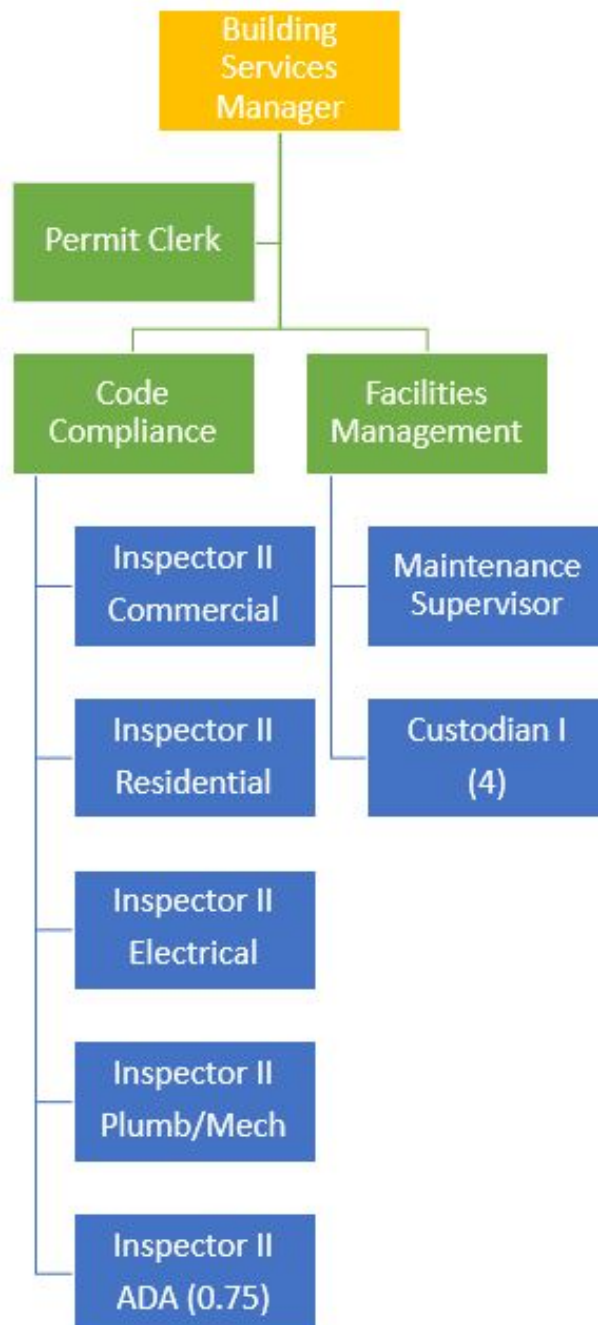 Building
Services
Manager
Permit Clerk
Code
Compliance
Facilities
Management
Inspector II
Commercial
Maintenance
Supervisor
Inspector II
Residential
Custodian I
(4)
Inspector II
Electrical
Inspector II
Plumb/Mech
Inspector II
ADA (0.75)